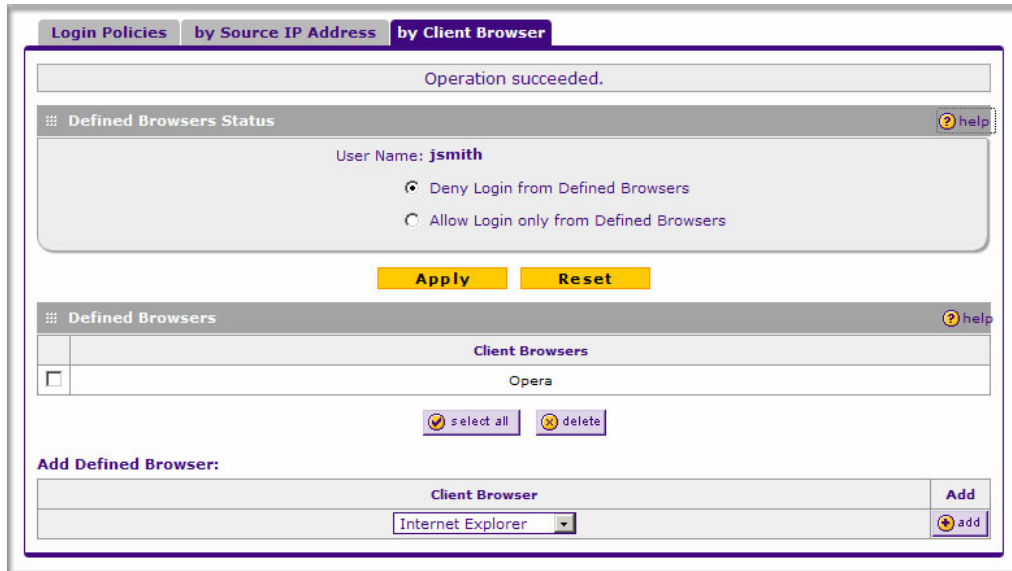 Login Policies by Source IP Address by Client Browser
Operation succeeded.
Defined Browsers Status help
User Name: jsmith
Deny Login from Defined Browsers
Allow Login only from Defined Browsers
Apply Reset
Defined Browsers help
Client Browsers
Opera
select all delete
Add Defined Browser:
Client Browser Add
Internet Explorer add